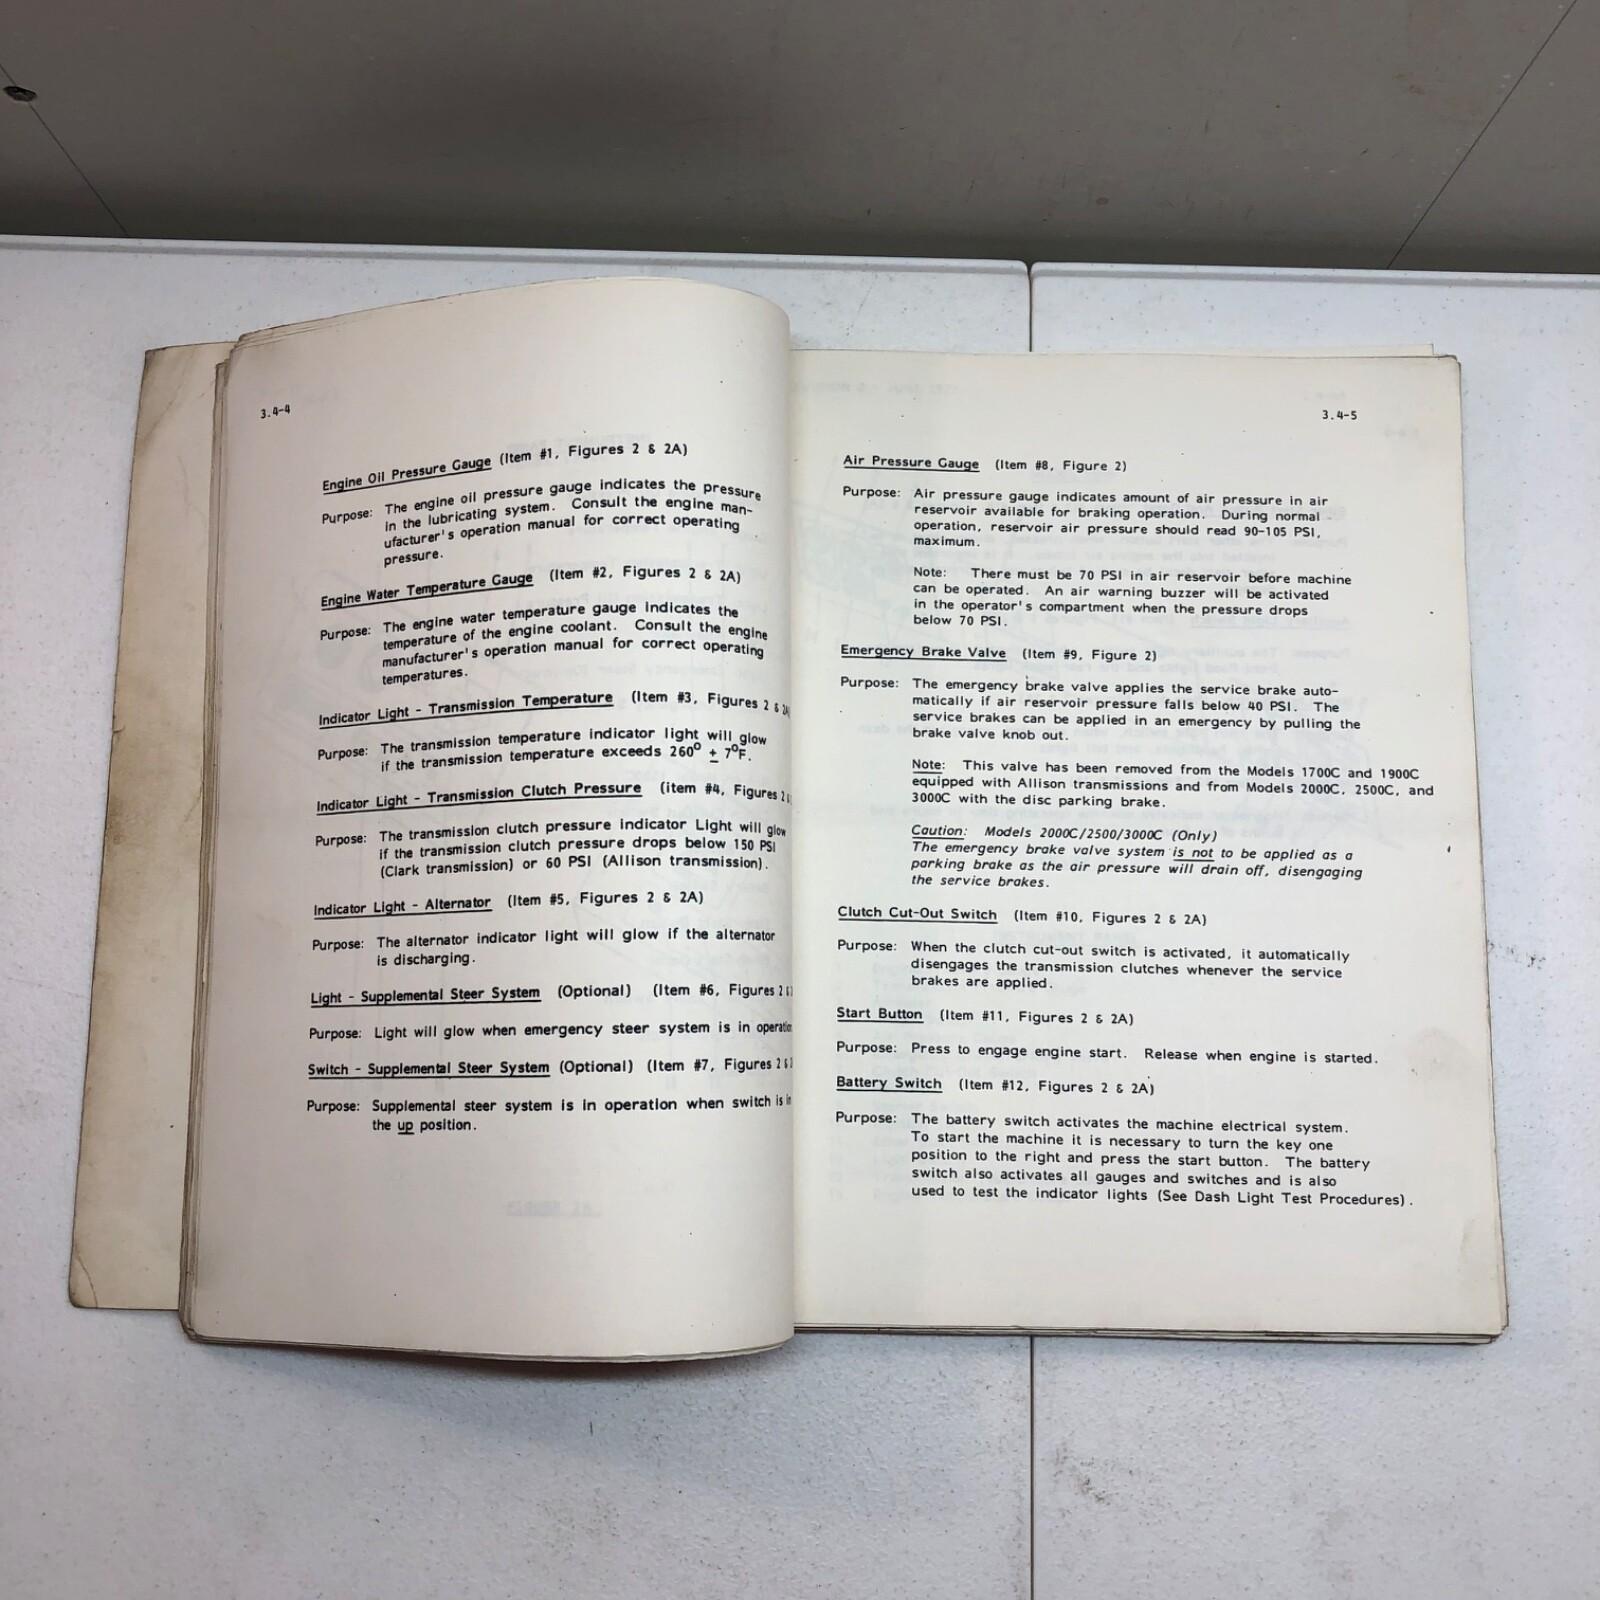 3.4-4
Engine Oil Pressure Gauge (Item #1, Figures 2 & 2A)
Purpose: The engine oil pressure gauge indicates the pressure
in the lubricating system. Consult the engine man-
ufacturer's operation manual for correct operating
pressure.
Engine Water Temperature Gauge (Item #2, Figures 2 & 2A)
Purpose: The engine water temperature gauge indicates the
temperature of the engine coolant. Consult the engine
manufacturer's operation manual for correct operating
temperatures.
Indicator Light - Transmission Temperature (Item #3, Figures 2 & 2A
Purpose: The transmission temperature indicator light will glow
if the transmission temperature exceeds 260° ± 7°F.
Indicator Light - Transmission Clutch Pressure (item #4, Figures 2
Purpose: The transmission clutch pressure indicator Light will glow
if the transmission clutch pressure drops below 150 PSI
(Clark transmission) or 60 PSI (Allison transmission).
Indicator Light - Alternator (Item #5, Figures 2 & 2A)
Purpose: The alternator indicator light will glow if the alternator
is discharging.
Light - Supplemental Steer System (Optional) (Item #6, Figures 2
Purpose: Light will glow when emergency steer system is in operatio
Switch - Supplemental Steer System (Optional) (Item #7, Figures 2 &
Purpose: Supplemental steer system is in operation when switch is in
the up position.
3.4-5
Air Pressure Gauge (Item #8, Figure 2)
Purpose: Air pressure gauge indicates amount of air pressure in air
reservoir available for braking operation. During normal
operation, reservoir air pressure should read 90-105 PSI,
maximum.
Note: There must be 70 PSI in air reservoir before machine
can be operated. An air warning buzzer will be activated
in the operator's compartment when the pressure drops
below 70 PSI.
Emergency Brake Valve (Item #9, Figure 2)
Purpose: The emergency brake valve applies the service brake auto-
matically if air reservoir pressure falls below 40 PSI. The
service brakes can be applied in an emergency by pulling the
brake valve knob out.
Note: This valve has been removed from the Models 1700C and 1900C
equipped with Allison transmissions and from Models 2000C, 2500C, and
3000C with the disc parking brake.
Caution: Models 2000C/2500/3000C (Only)
The emergency brake valve system is not to be applied as a
parking brake as the air pressure will drain off, disengaging
the service brakes.
Clutch Cut-Out Switch (Item #10, Figures 2 & 2A)
Purpose: When the clutch cut-out switch is activated, it automatically
disengages the transmission clutches whenever the service
brakes are applied.
Start Button (Item #11, Figures 2 & 2A)
Purpose: Press to engage engine start. Release when engine is started.
Battery Switch (Item #12, Figures 2 & 2A)
Purpose: The battery switch activates the machine electrical system.
To start the machine it is necessary to turn the key one
position to the right and press the start button. The battery
switch also activates all gauges and switches and is also
used to test the indicator lights (See Dash Light Test Procedures).